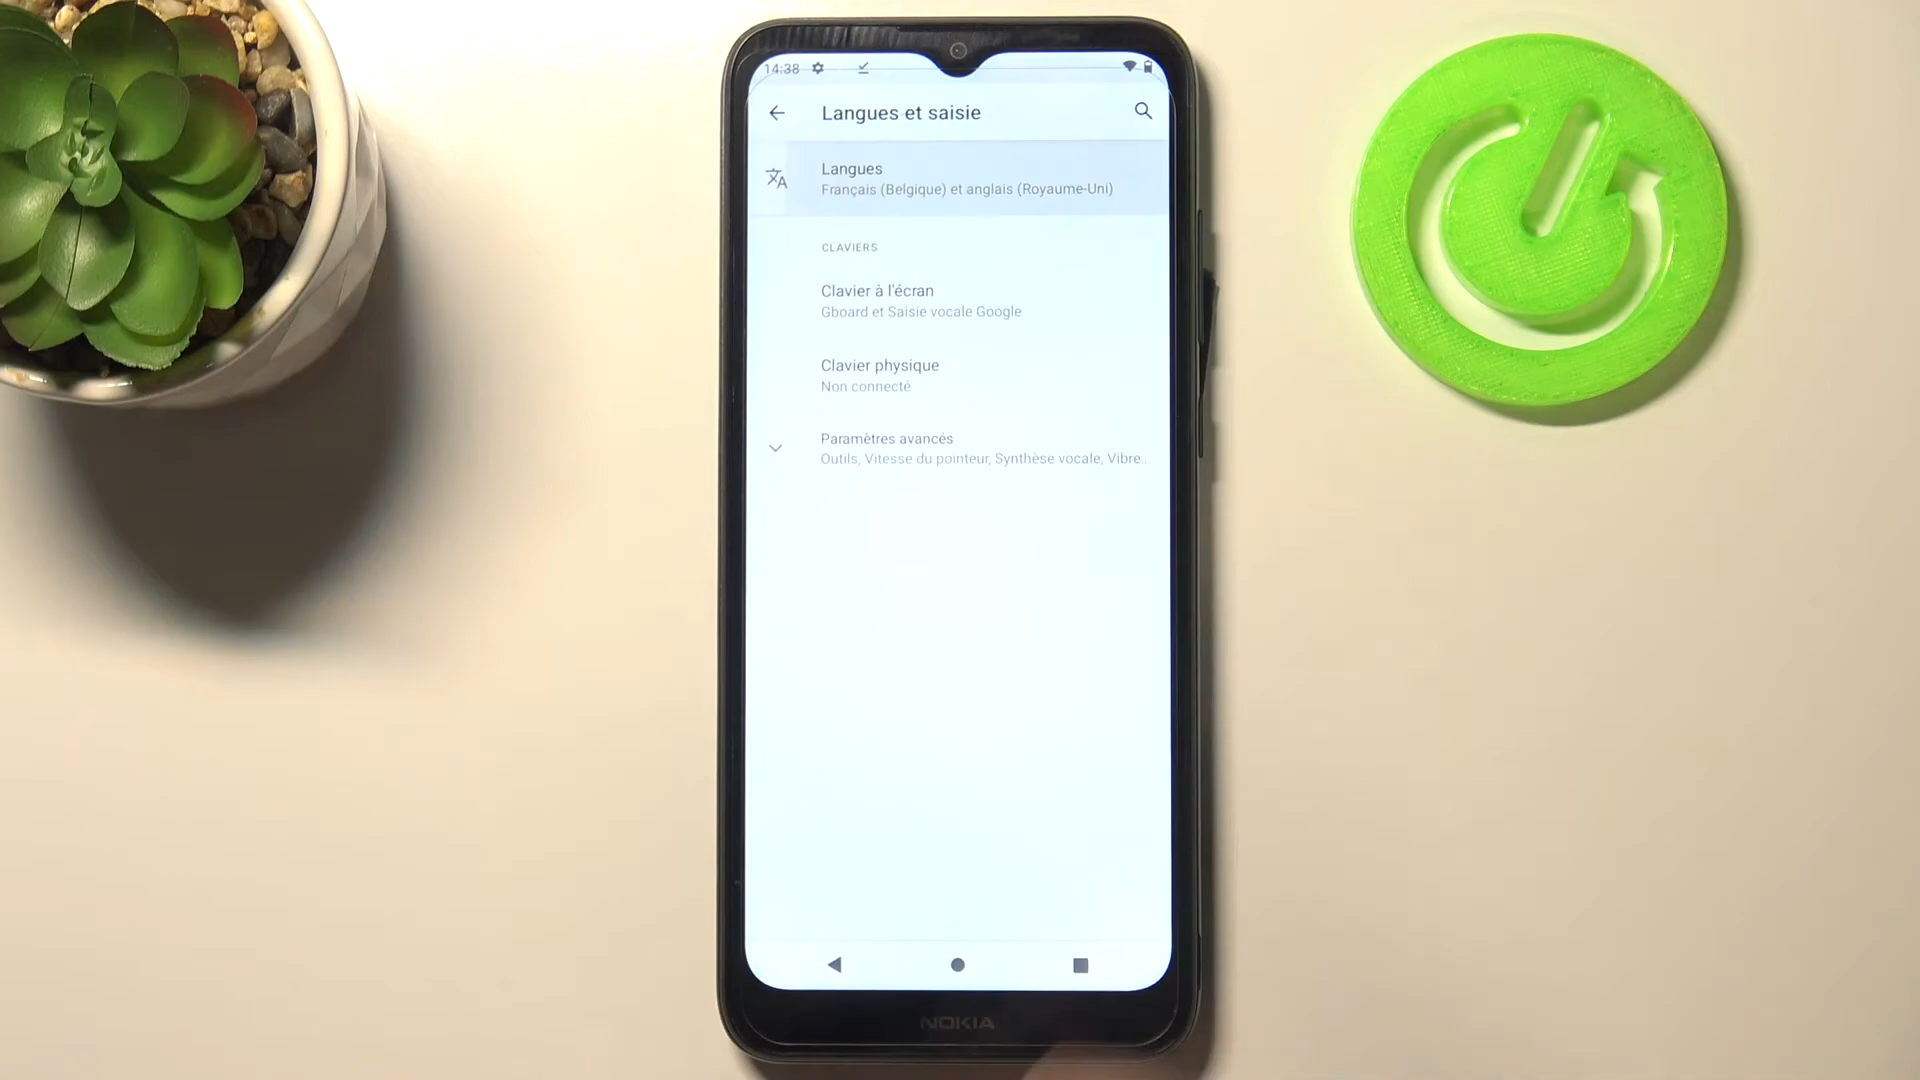 14:38
Langues et saisie
Langues
Français (Belgique) et anglais (Royaume-Uni)
CLAVIERS
Clavier à l'écran
Gboard et Saisie vocale Google
Clavier physique
Non connecté
Paramètres avancés
Outils, Vitesse du pointeur, Synthèse vocale, Vibre..
NOKIA